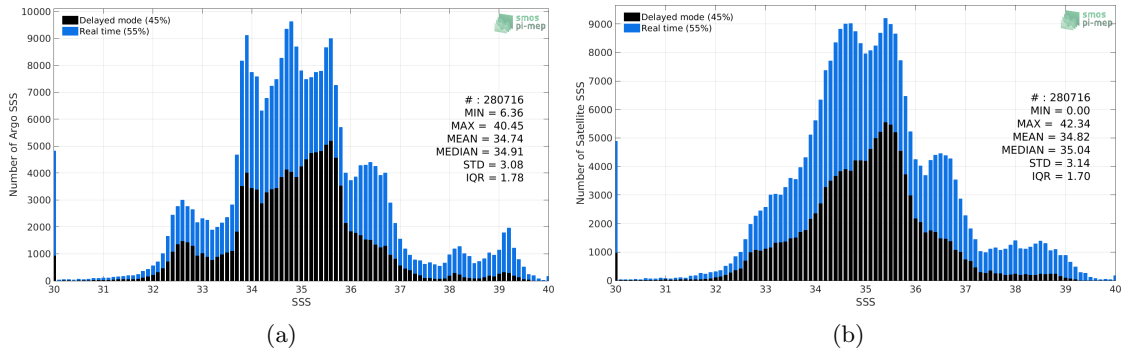 Delayed mode (45%)
Real time (55%)
smos
pi-mep
Number of Argo SSS
10000
9000
8000
7000
6000
5000
4000
3000
2000
1000
0
# : 280716
MIN = 6.36
MAX = 40.45
MEAN = 34.74
MEDIAN = 34.91
STD = 3.08
IQR = 1.78
30 31 32 33 34 35 36 37 38 39 40
SSS
(a)
Delayed mode (45%)
Real time (55%)
smos
pi-mep
Number of Satellite SSS
9000
8000
7000
6000
5000
4000
3000
2000
1000
0
# : 280716
MIN = 0.00
MAX = 42.34
MEAN = 34.82
MEDIAN = 35.04
STD = 3.14
IQR = 1.70
30 31 32 33 34 35 36 37 38 39 40
SSS
(b)